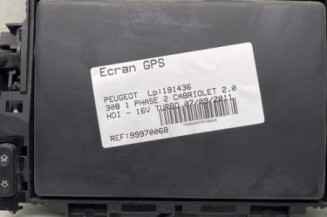 Ecran GPS
PEUGEOT Lp:191436
308 1 PHASE 2 CABRIOLET 2.0
HDI - 16V TURBO 07/09/2011
REF:99970068